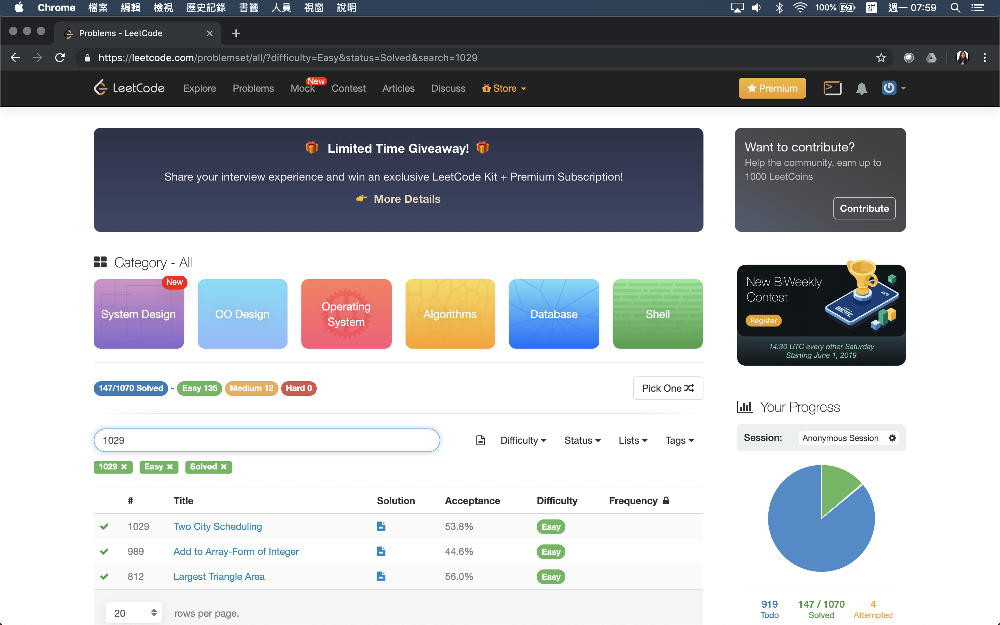 Chrome 檔案 編輯 檢視 歷史記錄 書籤 人員 視窗 說明 100% 拼 週一 07:59
Problems - LeetCode
https://leetcode.com/problemset/all/?difficulty=Easy&status=Solved&search=1029
LeetCode Explore Problems Mock New Contest Articles Discuss Store Premium
Limited Time Giveaway!
Share your interview experience and win an exclusive LeetCode Kit + Premium Subscription!
More Details
Want to contribute?
Help the community, earn up to
1000 LeetCoins
Contribute
Category - All
New
System Design
OO Design
Operating
System
Algorithms
Database
Shell
New BiWeekly
Contest
Register
14:30 UTC every other Saturday
Starting June 1, 2019
147/1070 Solved - Easy 135 Medium 12 Hard 0
Pick One
1029
Difficulty Status Lists Tags
1029 Easy Solved
# Title Solution Acceptance Difficulty Frequency
1029 Two City Scheduling 53.8% Easy
989 Add to Array-Form of Integer 44.6% Easy
812 Largest Triangle Area 56.0% Easy
20 rows per page.
Your Progress
Session: Anonymous Session
919 147 / 1070 4
Todo Solved Attempted